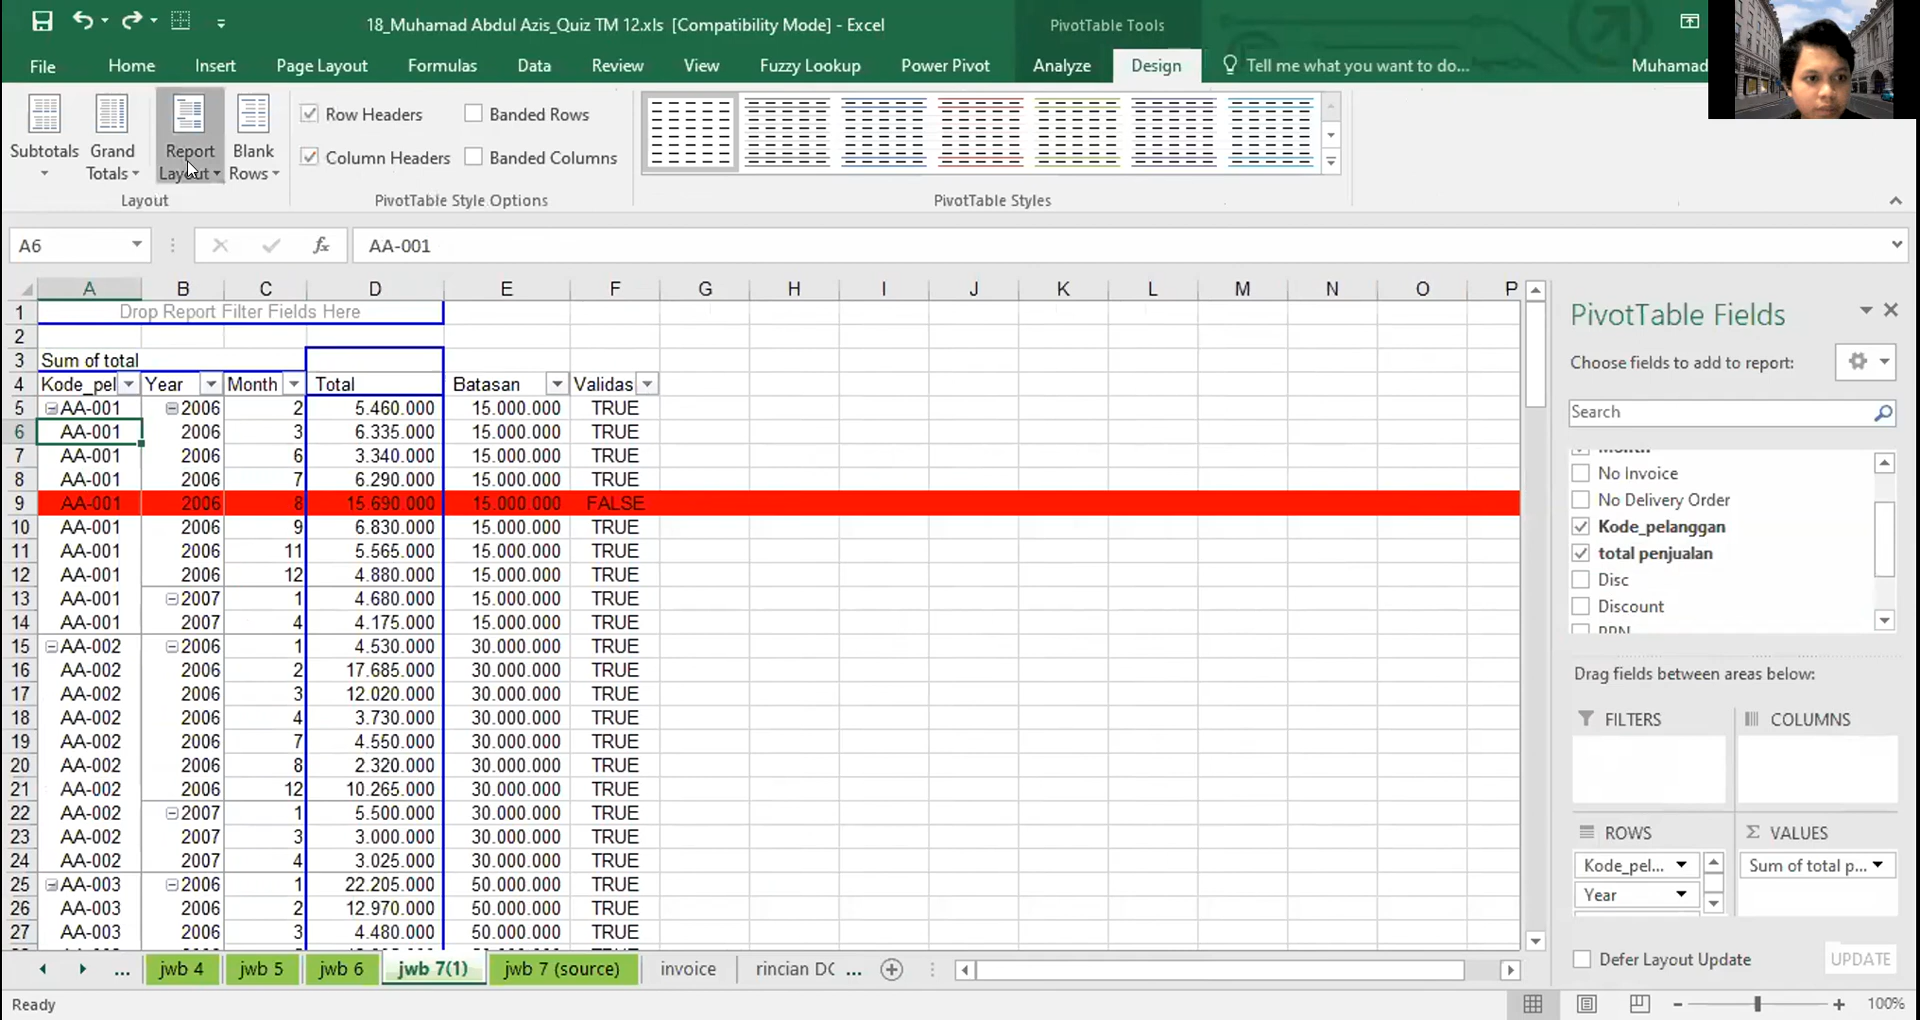 18_Muhamad Abdul Azis_Quiz TM 12.xls [Compatibility Mode] - Excel
PivotTable Tools
File Home Insert Page Layout Formulas Data Review View Fuzzy Lookup Power Pivot Analyze Design Tell me what you want to do... Muhamad
Subtotals
Grand Totals
Report Layout
Blank Rows
Row Headers
Banded Rows
Column Headers
Banded Columns
Layout
PivotTable Style Options
PivotTable Styles
A6 fx AA-001
A B C D E F G H I J K L M N O P
1 Drop Report Filter Fields Here
2
3 Sum of total
4 Kode_pel Year Month Total Batasan Validas
5 AA-001 2006 2 5.460.000 15.000.000 TRUE
6 AA-001 2006 3 6.335.000 15.000.000 TRUE
7 AA-001 2006 6 3.340.000 15.000.000 TRUE
8 AA-001 2006 7 6.290.000 15.000.000 TRUE
9 AA-001 2006 8 15.690.000 15.000.000 FALSE
10 AA-001 2006 9 6.830.000 15.000.000 TRUE
11 AA-001 2006 11 5.565.000 15.000.000 TRUE
12 AA-001 2006 12 4.880.000 15.000.000 TRUE
13 AA-001 2007 1 4.680.000 15.000.000 TRUE
14 AA-001 2007 4 4.175.000 15.000.000 TRUE
15 AA-002 2006 1 4.530.000 30.000.000 TRUE
16 AA-002 2006 2 17.685.000 30.000.000 TRUE
17 AA-002 2006 3 12.020.000 30.000.000 TRUE
18 AA-002 2006 4 3.730.000 30.000.000 TRUE
19 AA-002 2006 7 4.550.000 30.000.000 TRUE
20 AA-002 2006 8 2.320.000 30.000.000 TRUE
21 AA-002 2006 12 10.265.000 30.000.000 TRUE
22 AA-002 2007 1 5.500.000 30.000.000 TRUE
23 AA-002 2007 3 3.000.000 30.000.000 TRUE
24 AA-002 2007 4 3.025.000 30.000.000 TRUE
25 AA-003 2006 1 22.205.000 50.000.000 TRUE
26 AA-003 2006 2 12.970.000 50.000.000 TRUE
27 AA-003 2006 3 4.480.000 50.000.000 TRUE
PivotTable Fields
Choose fields to add to report:
Search
No Invoice
No Delivery Order
Kode_pelanggan
total penjualan
Disc
Discount
Drag fields between areas below:
FILTERS
COLUMNS
ROWS
Σ VALUES
Kode_pel...
Sum of total p...
Year
Defer Layout Update
UPDATE
... jwb 4 jwb 5 jwb 6 jwb 7(1) jwb 7 (source) invoice rincian DO ...
Ready
100%